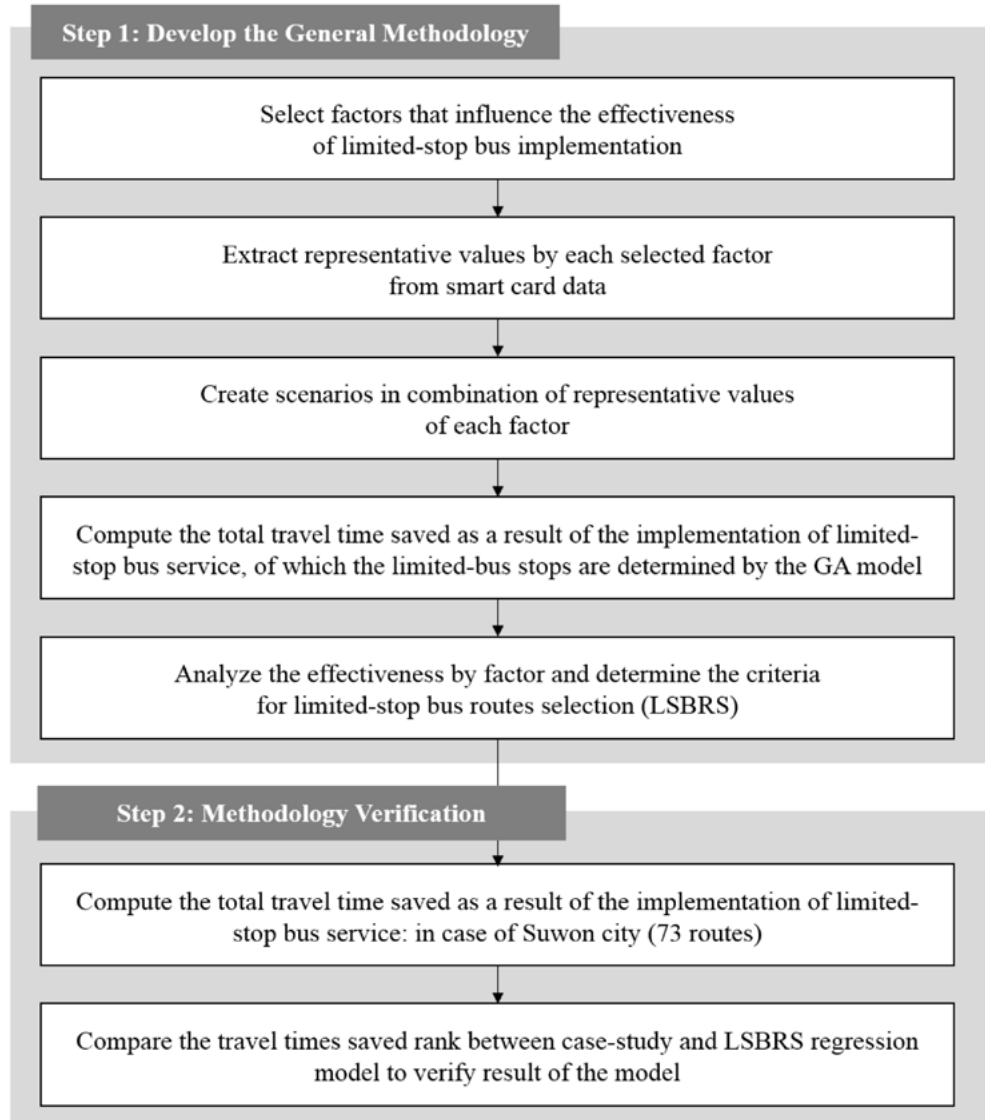 Step 1: Develop the General Methodology
Select factors that influence the effectiveness
of limited-stop bus implementation
Extract representative values by each selected factor
from smart card data
Create scenarios in combination of representative values
of each factor
Compute the total travel time saved as a result of the implementation of limited-
stop bus service, of which the limited-bus stops are determined by the GA model
Analyze the effectiveness by factor and determine the criteria
for limited-stop bus routes selection (LSBRS)
Step 2: Methodology Verification
Compute the total travel time saved as a result of the implementation of limited-
stop bus service: in case of Suwon city (73 routes)
Compare the travel times saved rank between case-study and LSBRS regression
model to verify result of the model